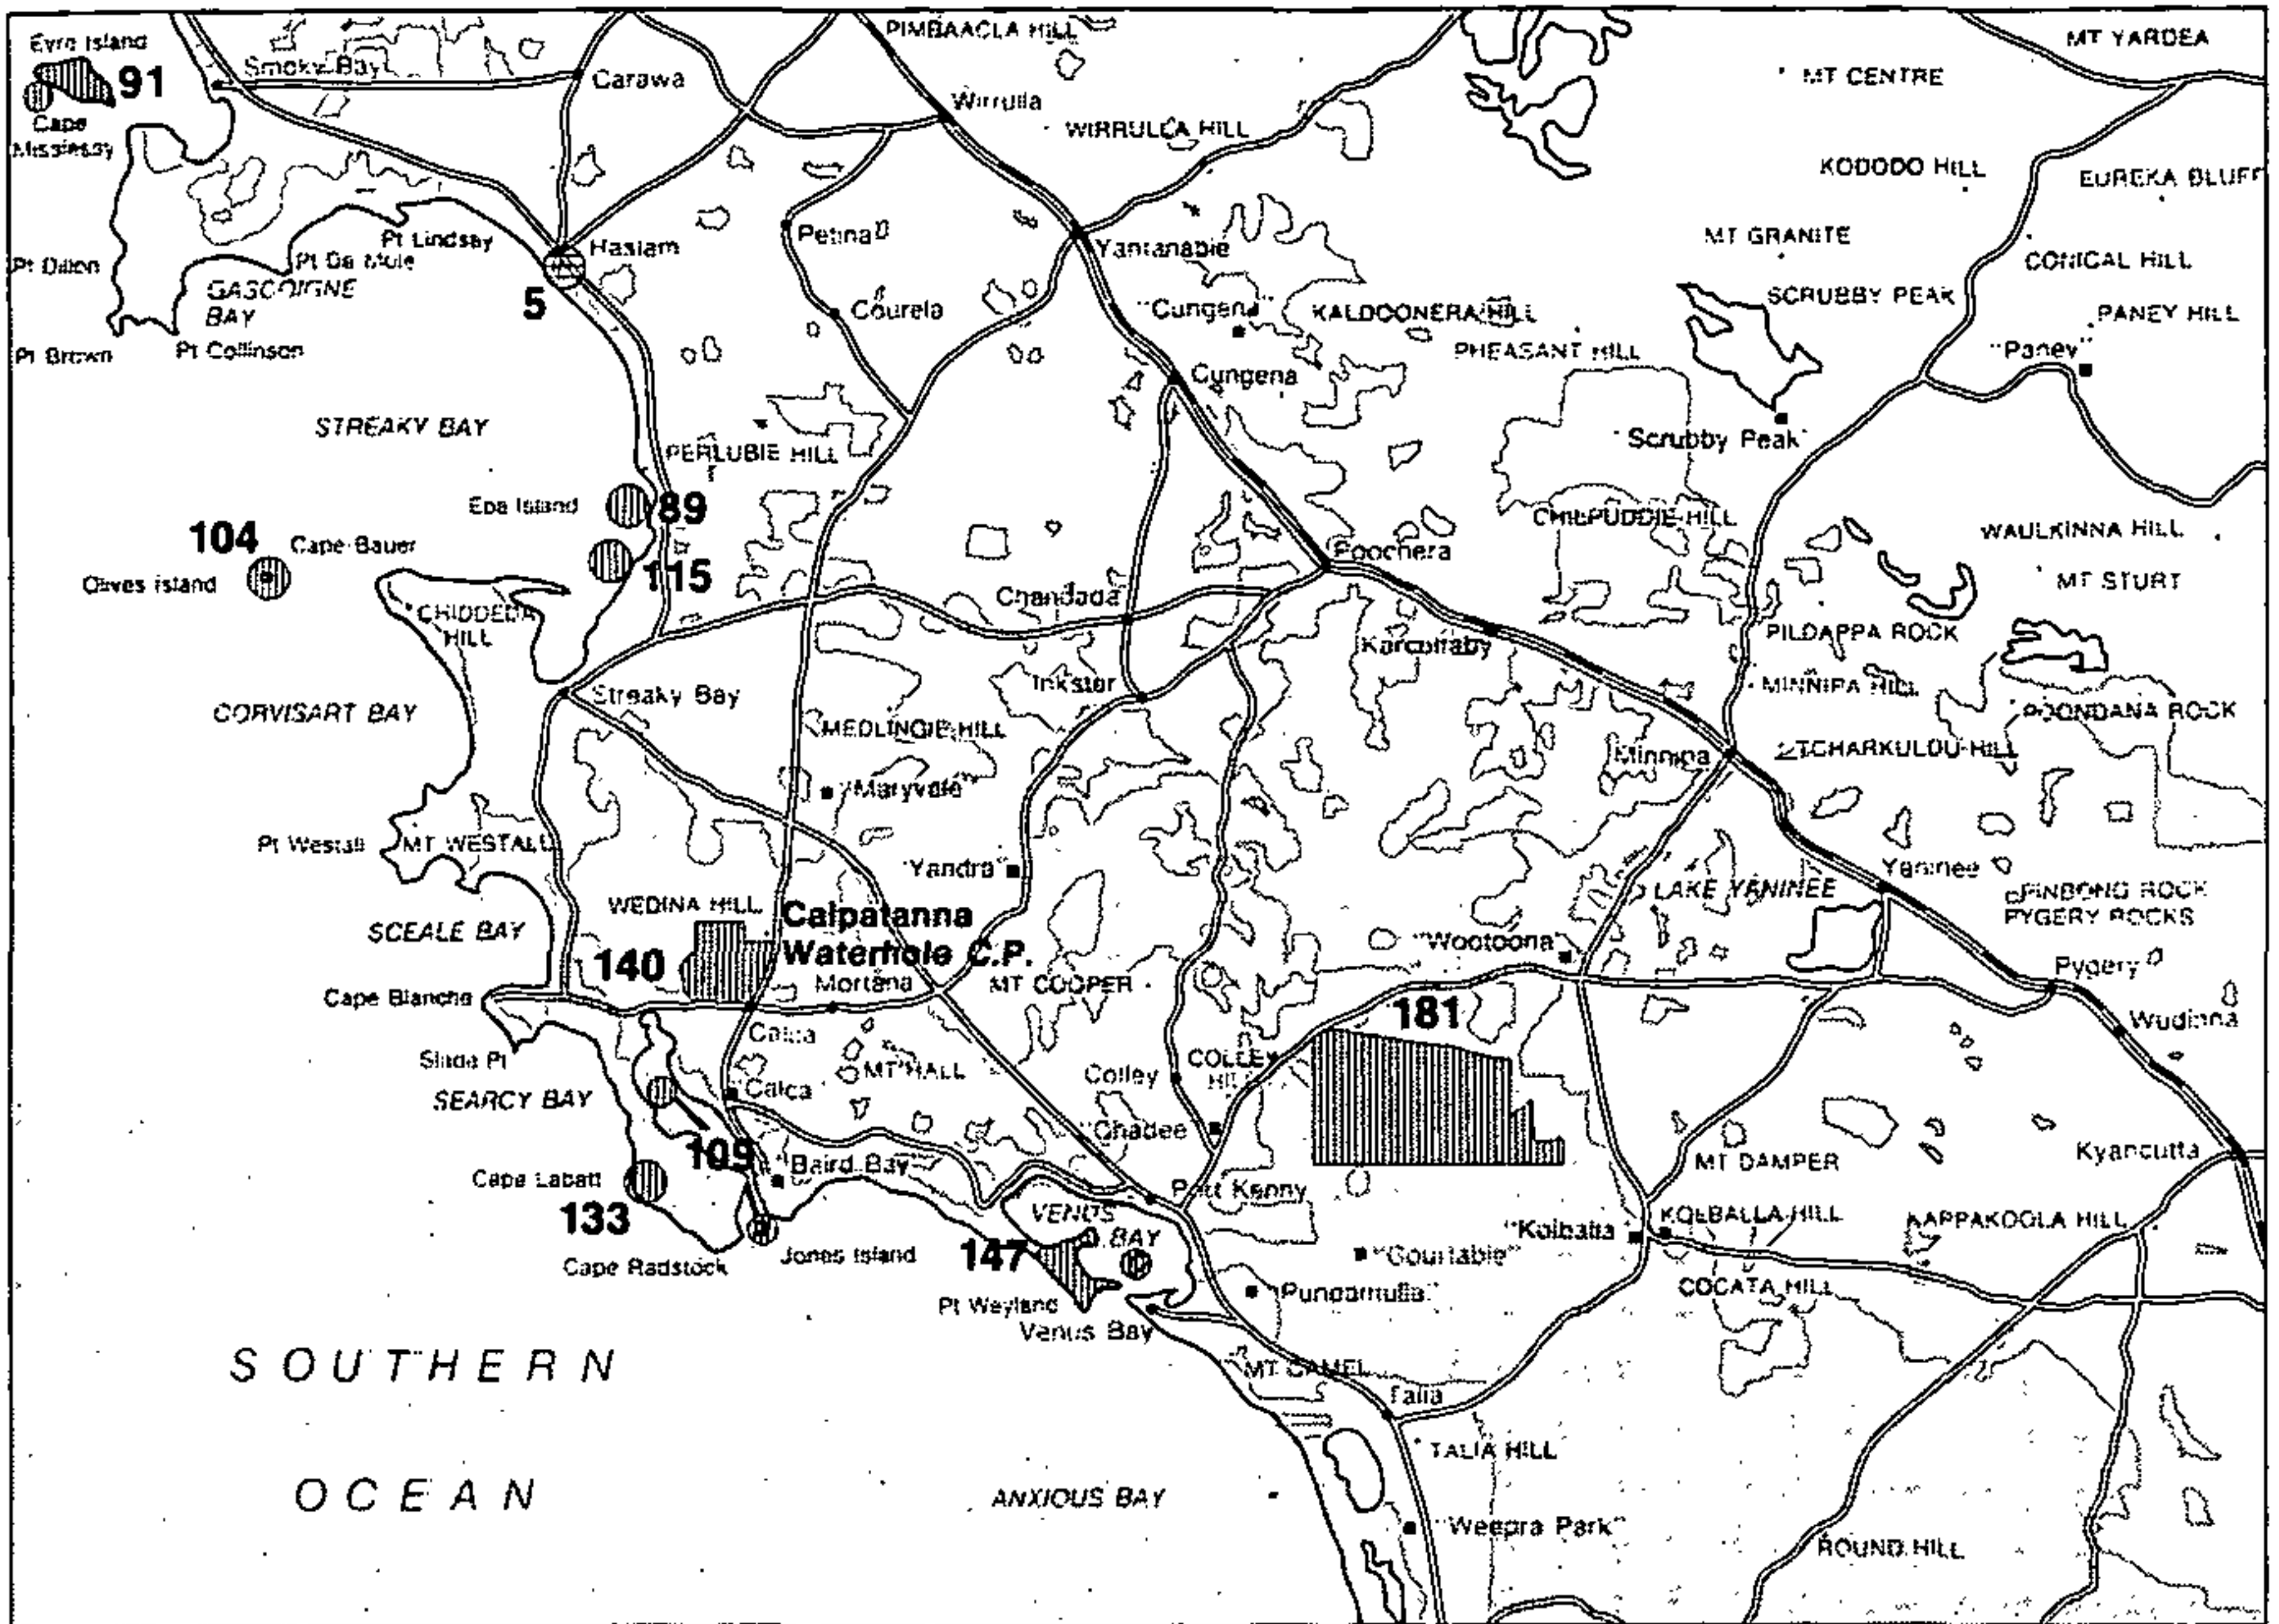 PIMBAACLA HILL
MT YARDEA
Eyre Island
91
Smoky Bay
Carawa
MT CENTRE
Cape
Missiessy
Wirrulla
WIRRULLA HILL
KODODO HILL
EUREKA BLUFF
Pt Lindsay
Haslam
Petina
Yantanabie
MT GRANITE
Pt Dillon
Pt De Mole
CONICAL HILL
GASCOIGNE
BAY
5
Courela
"Cungena"
KALDOONERA HILL
SCRUBBY PEAK
PANEY HILL
Pt Brown
Pt Collinson
PHEASANT HILL
"Paney"
Cungena
STREAKY BAY
PERLUBIE HILL
"Scrubby Peak"
Eba Island
89
104
Cape Bauer
CHILPUDDIE HILL
WAULKINNA HILL
Olives Island
115
Poochera
MT STURT
CHIDDEDA
HILL
Chandada
Karcultaby
PILDAPPA ROCK
Streaky Bay
Inkster
MINNIPA HILL
CORVISART BAY
MEDLINGIE HILL
POONDANA ROCK
Minnipa
TCHARKULDU HILL
"Maryvale"
Pt Westall
MT WESTALL
"Yandra"
Yaninee
LAKE YANINEE
PINBONG ROCK
PYGERY ROCKS
WEDINA HILL
Calpatanna
Waterhole C.P.
SCEALE BAY
140
"Wootoona"
Pygery
Cape Blanche
Mortana
MT COOPER
181
Wudinna
Calca
Slade Pt
MT HALL
Colley
COLLEY
HILL
SEARCY BAY
"Calca"
"Chadee"
109
"Baird Bay"
MT DAMPER
Kyancutta
Cape Labatt
133
Port Kenny
VENUS
BAY
"Kolballa"
KOLBALLA HILL
KAPPAKOOLA HILL
Cape Radstock
Jones Island
147
"Gourlabie"
Pt Weyland
Venus Bay
COCATA HILL
SOUTHERN
MT CAMEL
Talia
TALIA HILL
OCEAN
ANXIOUS BAY
"Weepra Park"
ROUND HILL